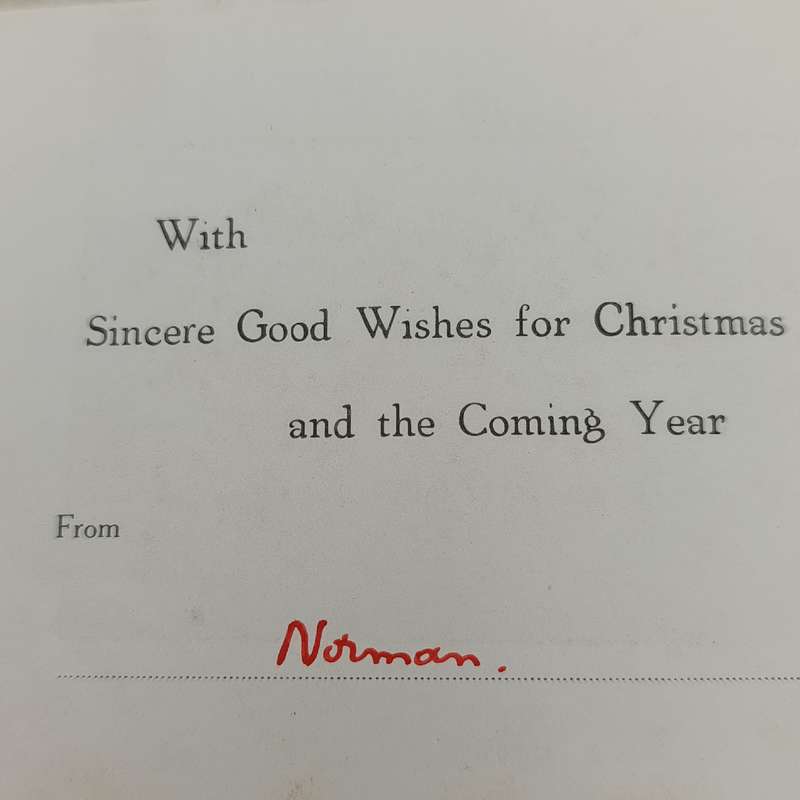 With
Sincere Good Wishes for Christmas
and the Coming Year
From
Norman.